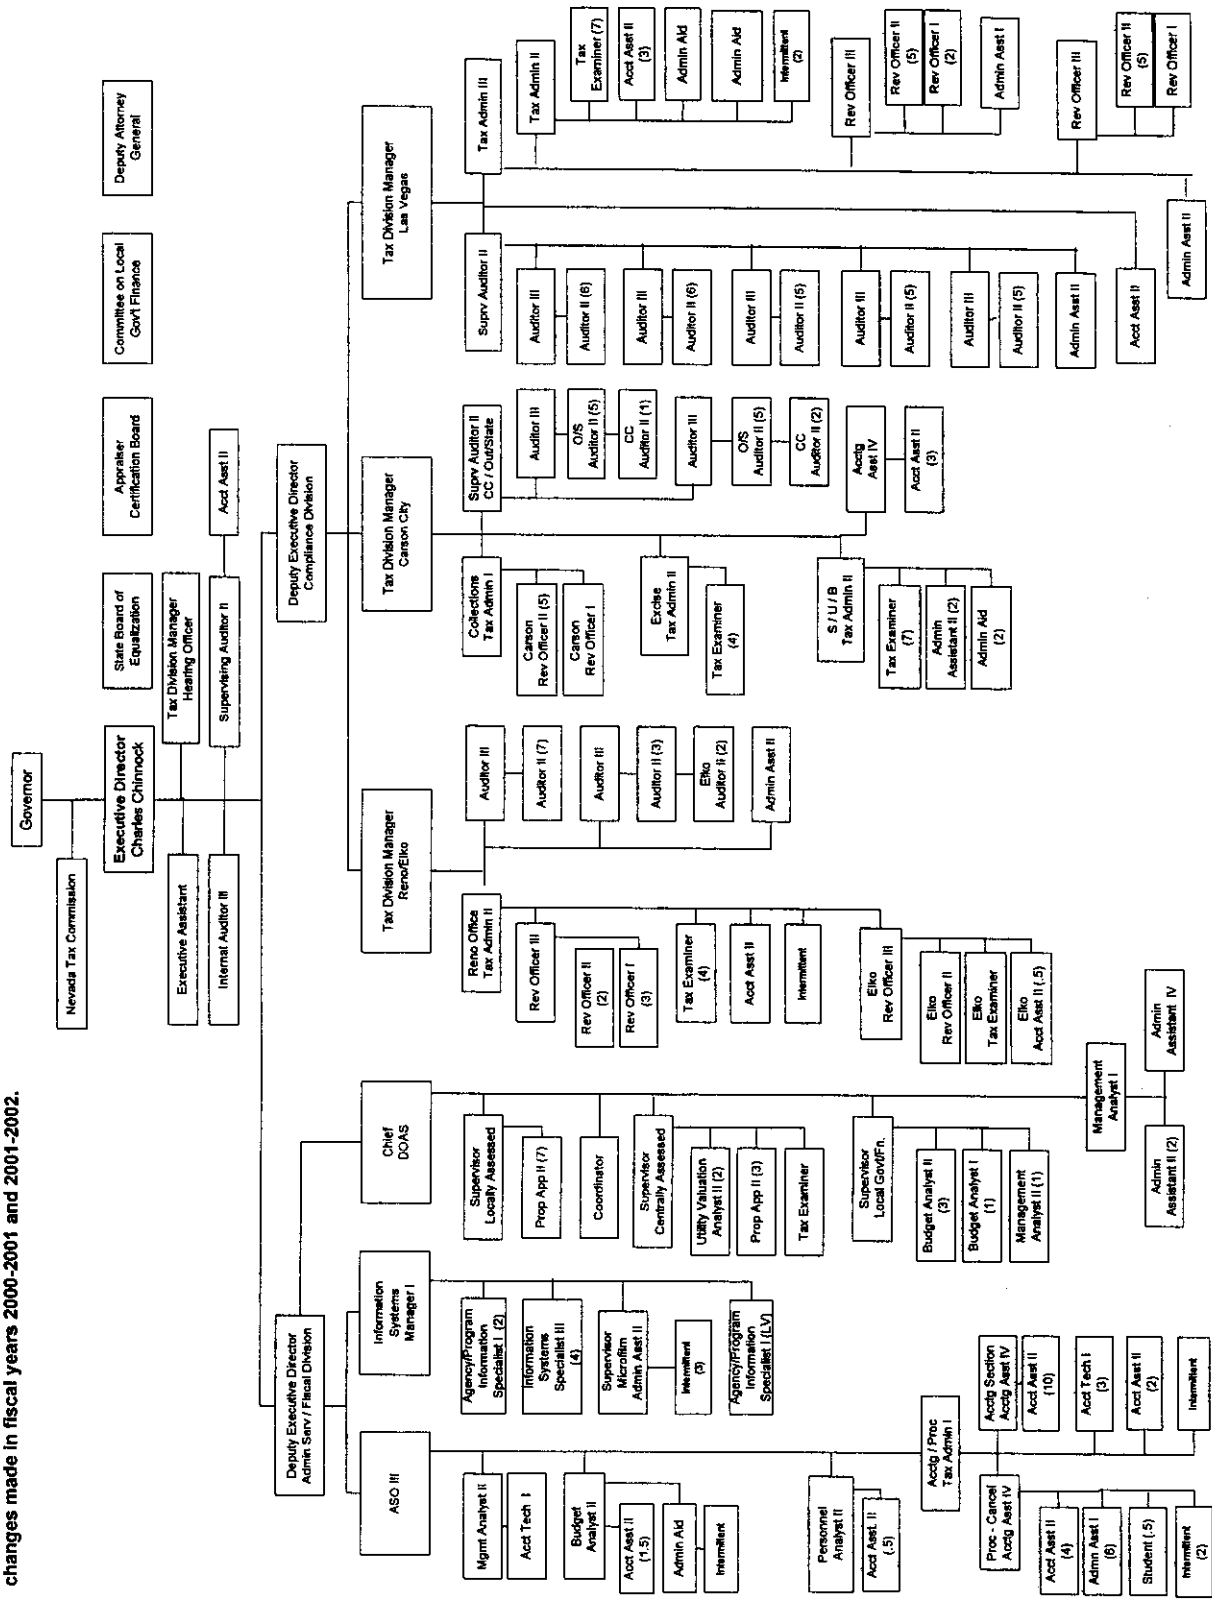 changes made in fiscal years 2000-2001 and 2001-2002.
Governor
Nevada Tax Commission
Executive Director
Charles Chinnock
State Board of
Equalization
Appraiser
Certification Board
Committee on Local
Gov't Finance
Deputy Attorney
General
Executive Assistant
Tax Division Manager
Hearing Officer
Internal Auditor III
Supervising Auditor II
Acct Asst II
Deputy Executive Director
Admin Serv / Fiscal Division
Deputy Executive Director
Compliance Division
ASO III
Information
Systems
Manager I
Chief
DOAS
Tax Division Manager
Reno/Elko
Tax Division Manager
Carson City
Tax Division Manager
Las Vegas
Mgmt Analyst II
Acct Tech I
Budget
Analyst II
Acct Asst II
(1.5)
Admin Aid
Intermittent
Personnel
Analyst II
Acct Asst. II
(.5)
Acctg / Proc
Tax Admin I
Proc - Cancel
Acctg Asst IV
Acct Asst II
(4)
Admn Asst I
(6)
Student (.5)
Intermittent
(2)
Acctg Section
Acctg Asst IV
Acct Asst II
(10)
Acct Tech I
(3)
Acct Asst II
(2)
Intermittent
Agency/Program
Information
Specialist I (2)
Information
Systems
Specialist III
(4)
Supervisor
Microfilm
Admin Asst II
Intermittent
(3)
Agency/Program
Information
Specialist I (LV)
Supervisor
Locally Assessed
Prop App II (7)
Coordinator
Supervisor
Centrally Assessed
Utility Valuation
Analyst II (2)
Prop App II (3)
Tax Examiner
Supervisor
Local Govt/Fn.
Budget Analyst II
(3)
Budget Analyst I
(1)
Management
Analyst II (1)
Management
Analyst I
Admin
Assistant II (2)
Admin
Assistant IV
Reno Office
Tax Admin II
Rev Officer III
Rev Officer II
(2)
Rev Officer I
(3)
Tax Examiner
(4)
Acct Asst II
Intermittent
Elko
Rev Officer III
Elko
Rev Officer II
Elko
Tax Examiner
Elko
Acct Asst II (.5)
Auditor III
Auditor II (7)
Auditor III
Auditor II (3)
Elko
Auditor II (2)
Admin Asst II
Collections
Tax Admin I
Carson
Rev Officer II (5)
Carson
Rev Officer I
Excise
Tax Admin II
Tax Examiner
(4)
S / U / B
Tax Admin II
Tax Examiner
(7)
Admin
Assistant II (2)
Admin Aid
(2)
Suprv Auditor II
CC / Out/State
Auditor III
O/S
Auditor II (5)
CC
Auditor II (1)
Auditor III
O/S
Auditor II (5)
CC
Auditor II (2)
Acctg
Asst IV
Acct Asst II
(3)
Suprv Auditor II
Auditor III
Auditor II (6)
Auditor III
Auditor II (6)
Auditor III
Auditor II (5)
Auditor III
Auditor II (5)
Auditor III
Auditor II (5)
Admin Asst II
Acct Asst II
Tax Admin III
Tax Admin II
Tax
Examiner (7)
Acct Asst II
(3)
Admin Aid
Admin Aid
Intermittent
(2)
Rev Officer III
Rev Officer II
(5)
Rev Officer I
(2)
Admin Asst I
Rev Officer III
Rev Officer II
(5)
Rev Officer I
Admin Asst II